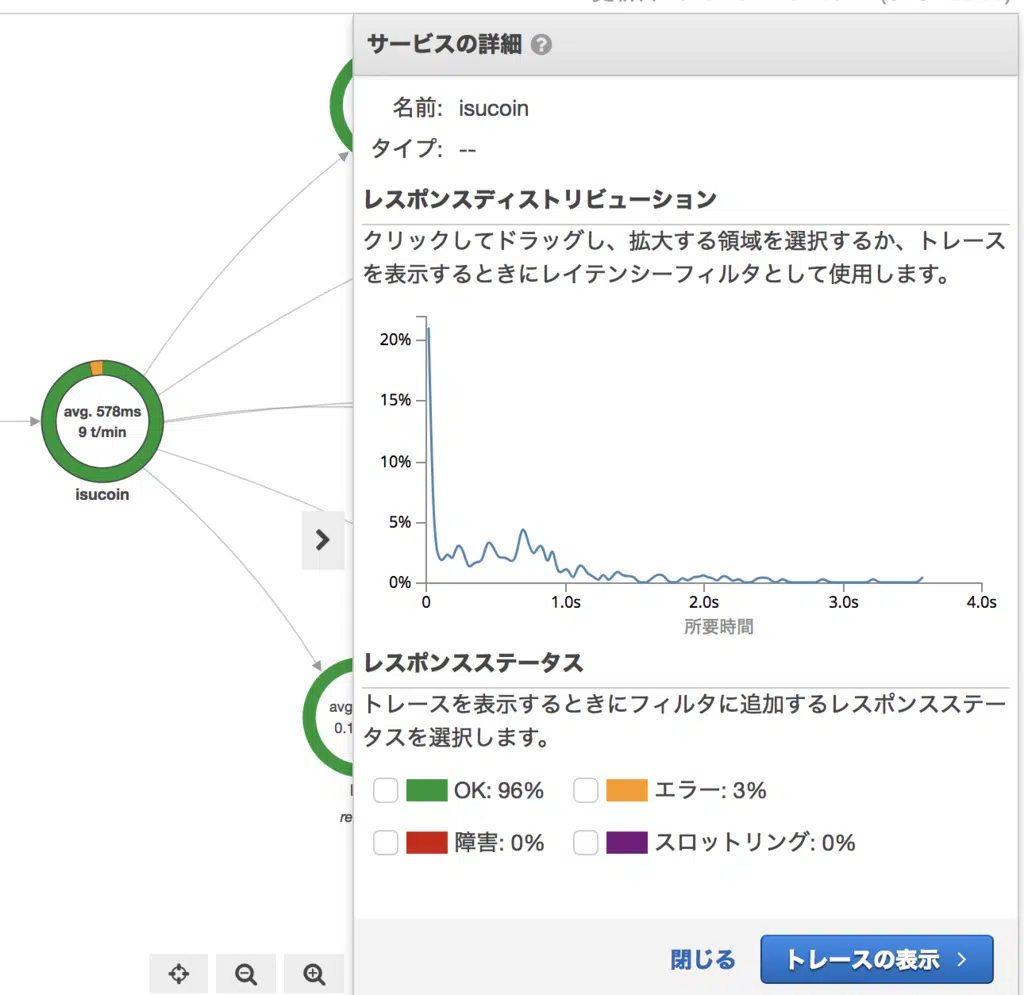 サービスの詳細 ?
名前: isucoin
タイプ: --
レスポンスディストリビューション
クリックしてドラッグし、拡大する領域を選択するか、トレース
を表示するときにレイテンシーフィルタとして使用します。
20%
15%
10%
5%
0%
0 1.0s 2.0s 3.0s 4.0s
所要時間
avg. 578ms
9 t/min
isucoin
avg
0.1
re
レスポンスステータス
トレースを表示するときにフィルタに追加するレスポンスステー
タスを選択します。
OK: 96% エラー: 3%
障害: 0% スロットリング: 0%
閉じる トレースの表示